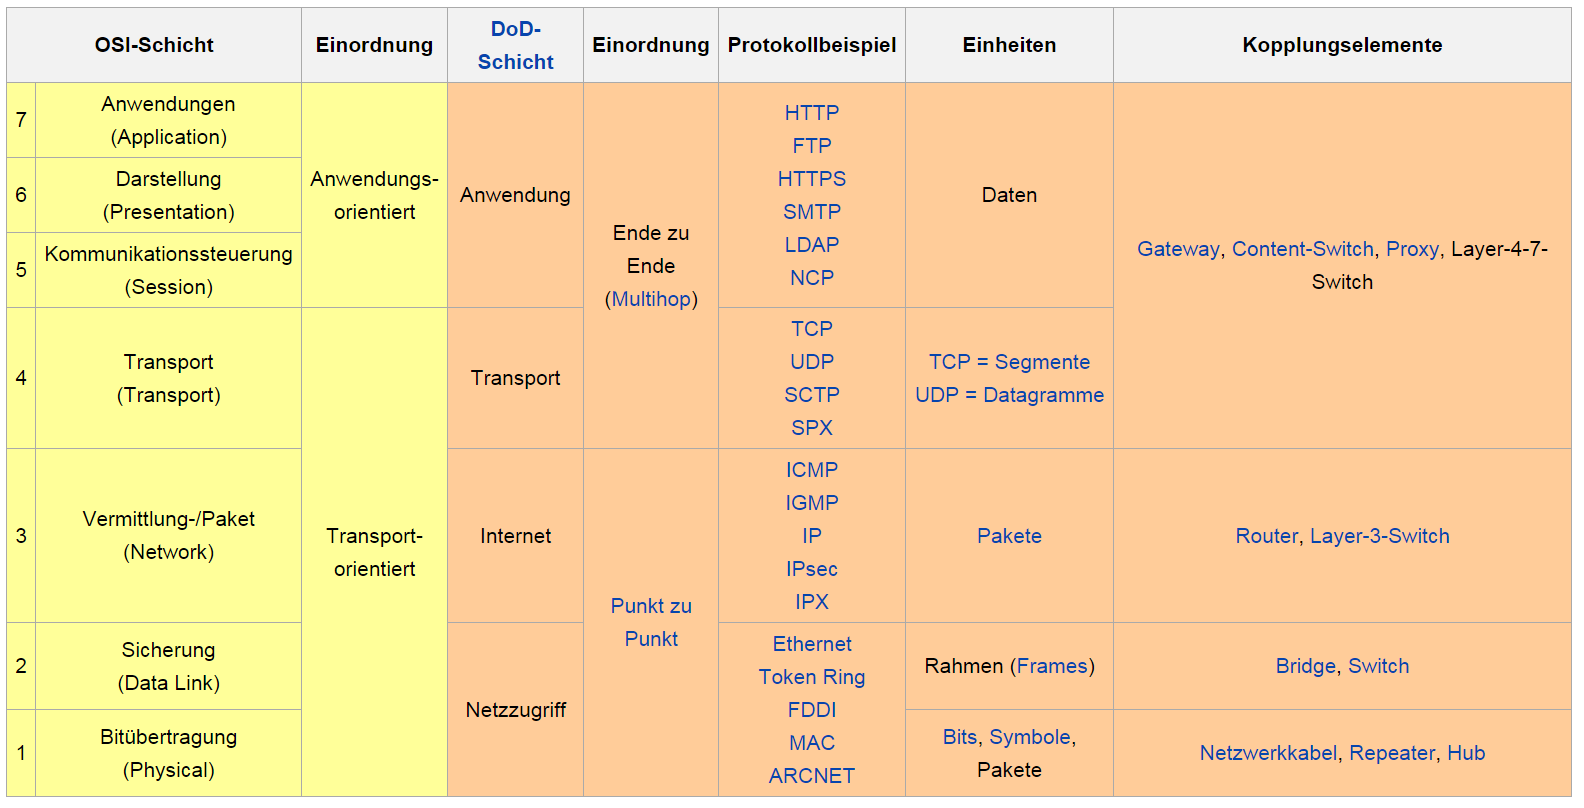 OSI-Schicht
Einordnung
DoD-
Schicht
Einordnung
Protokollbeispiel
Einheiten
Kopplungselemente
7
Anwendungen
(Application)
Anwendungs-
orientiert
Anwendung
Ende zu
Ende
(Multihop)
HTTP
FTP
HTTPS
SMTP
LDAP
NCP
Daten
Gateway, Content-Switch, Proxy, Layer-4-7-
Switch
6
Darstellung
(Presentation)
5
Kommunikationssteuerung
(Session)
4
Transport
(Transport)
Transport-
orientiert
Transport
TCP
UDP
SCTP
SPX
TCP = Segmente
UDP = Datagramme
3
Vermittlung-/Paket
(Network)
Internet
Punkt zu
Punkt
ICMP
IGMP
IP
IPsec
IPX
Pakete
Router, Layer-3-Switch
2
Sicherung
(Data Link)
Netzzugriff
Ethernet
Token Ring
FDDI
MAC
ARCNET
Rahmen (Frames)
Bridge, Switch
1
Bitübertragung
(Physical)
Bits, Symbole,
Pakete
Netzwerkkabel, Repeater, Hub